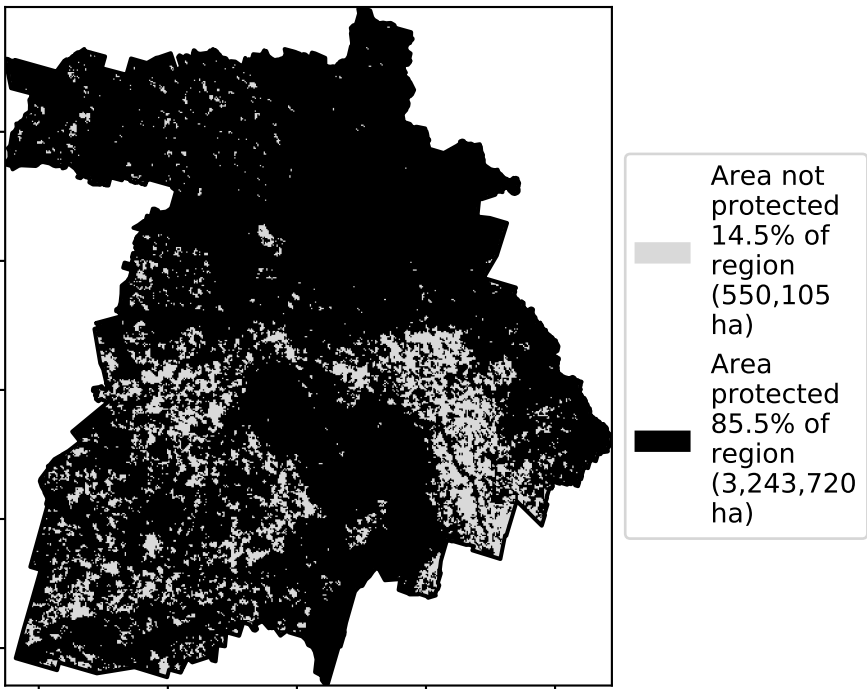 Area not
protected
14.5% of
region
(550,105
ha)
Area
protected
85.5% of
region
(3,243,720
ha)